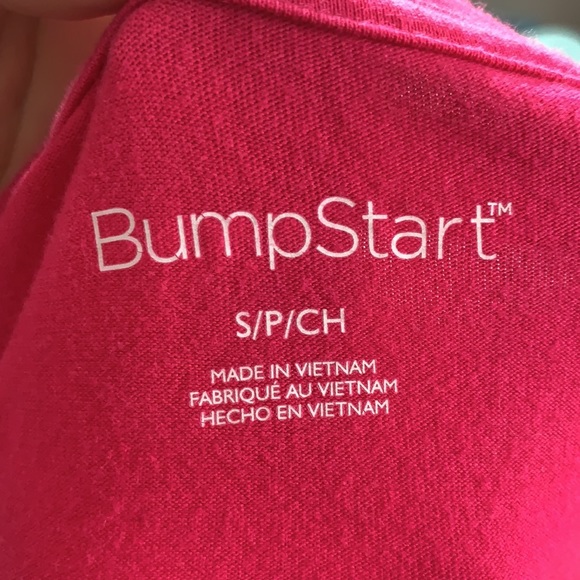 BumpStart™
S/P/CH
MADE IN VIETNAM
FABRIQUÉ AU VIETNAM
HECHO EN VIETNAM